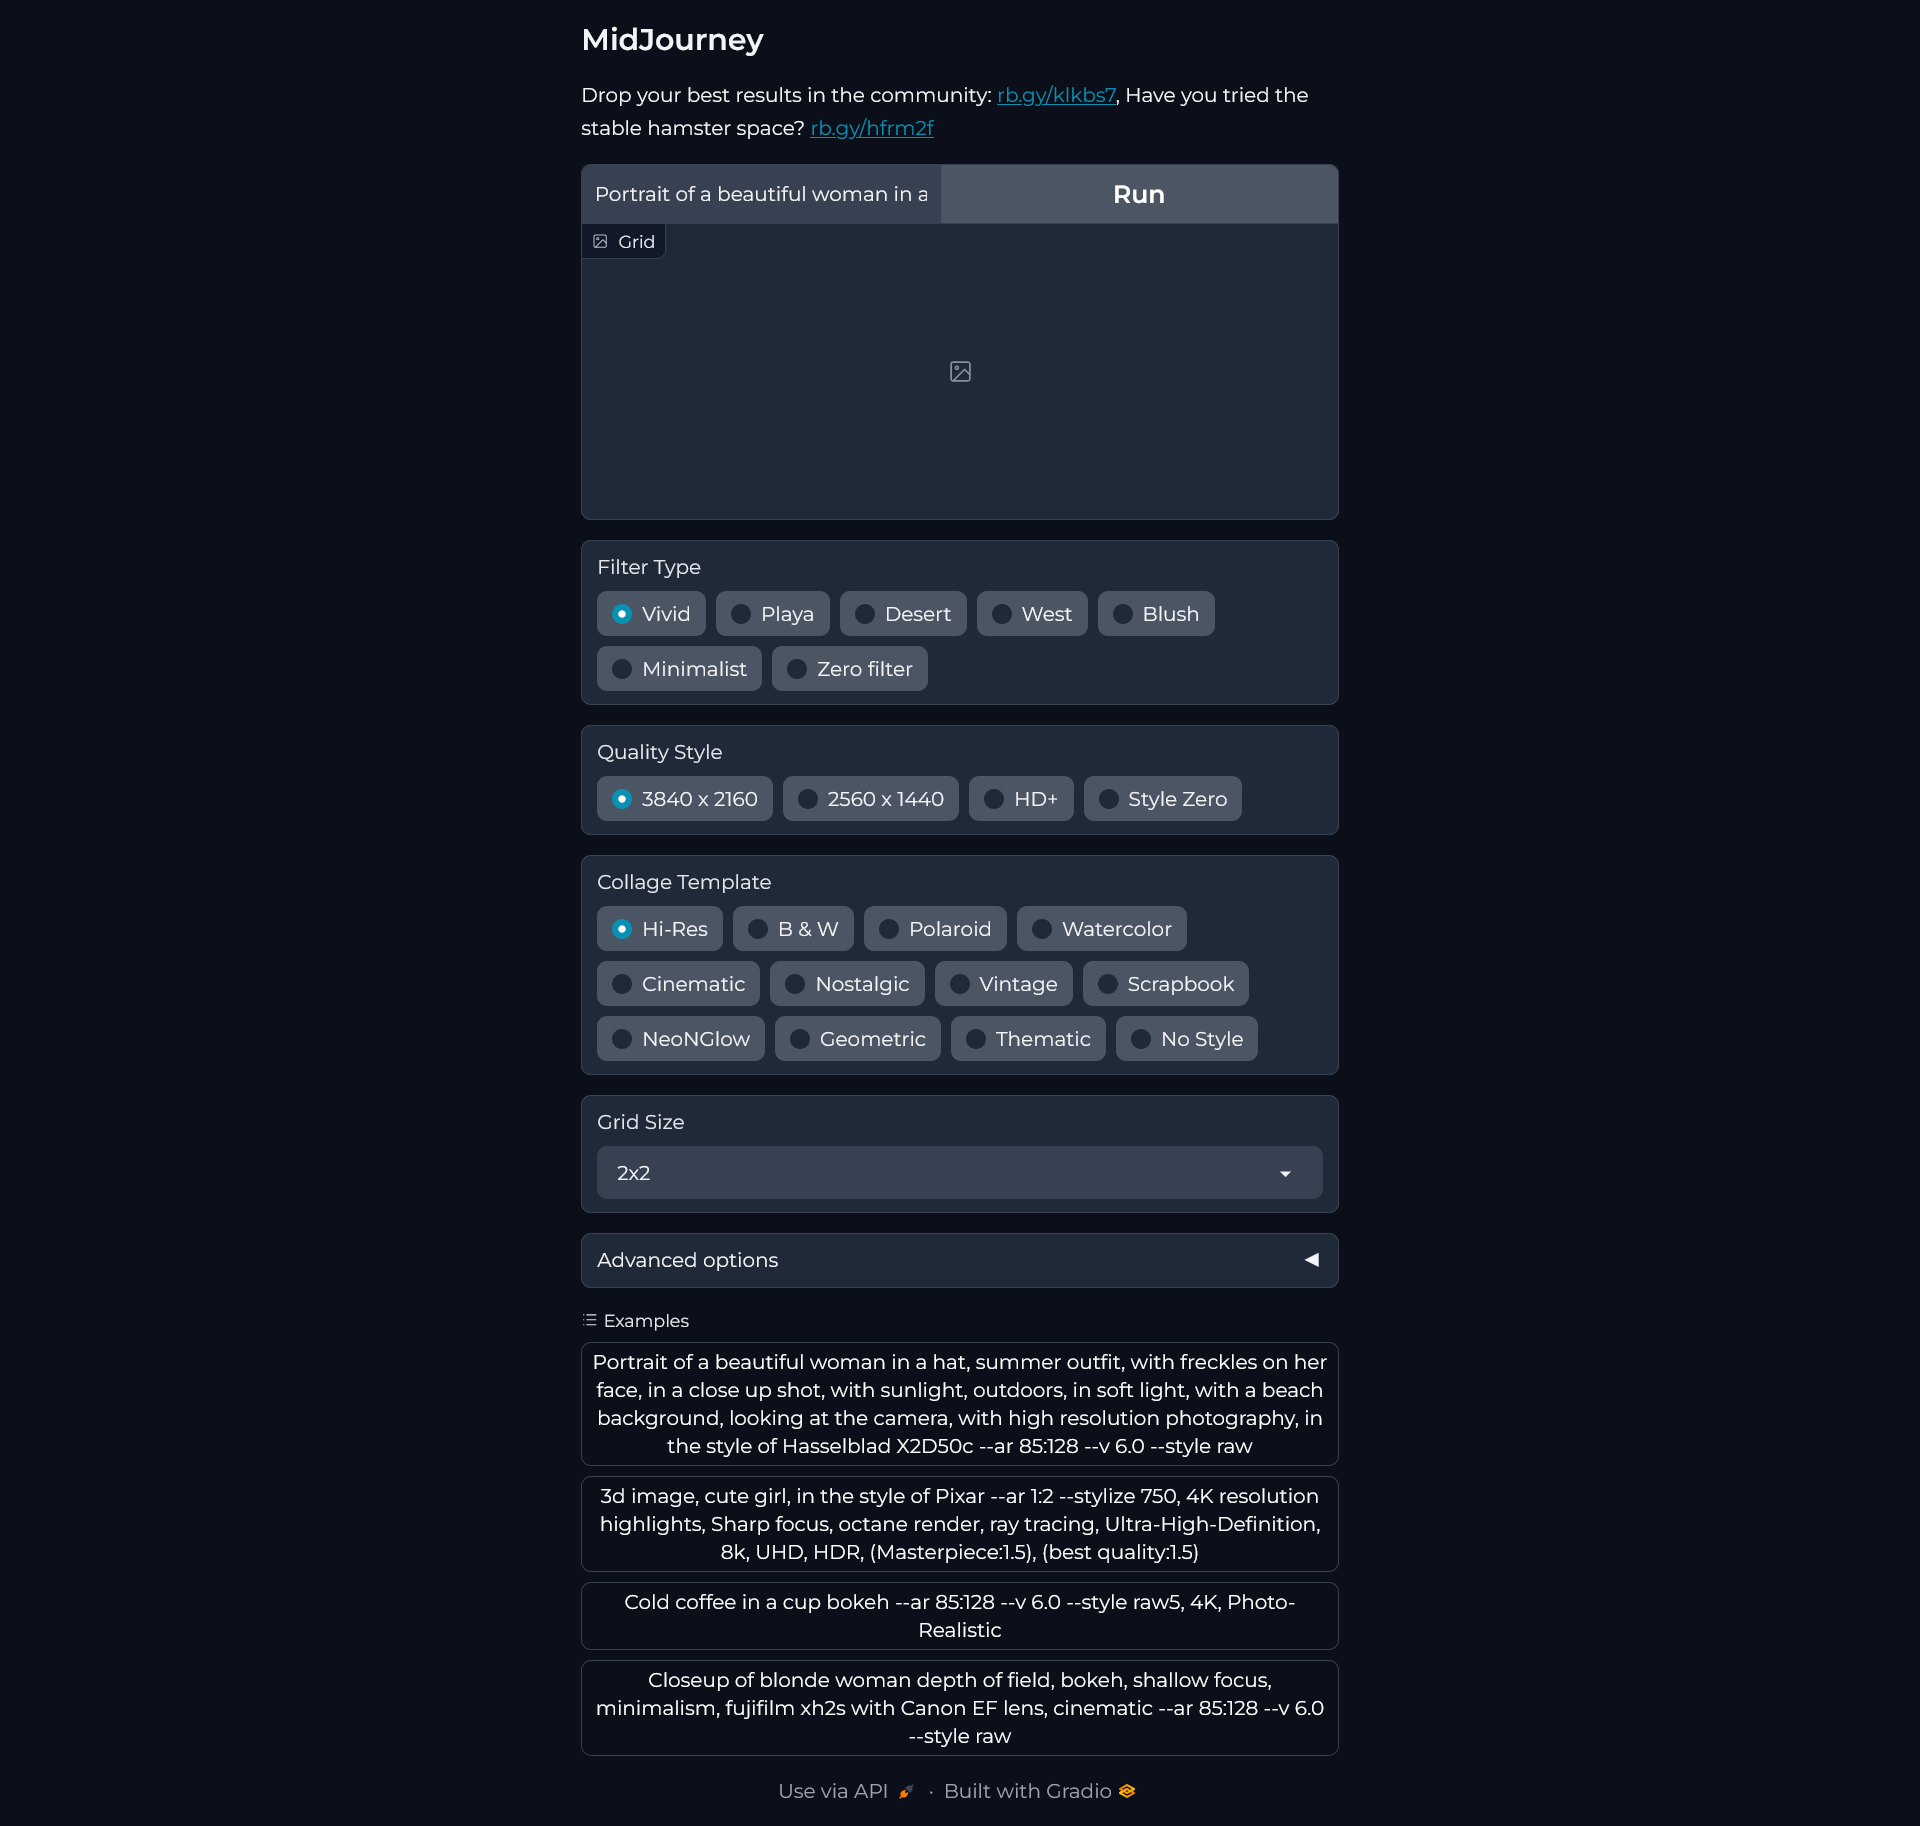 MidJourney
Drop your best results in the community: rb.gy/klkbs7, Have you tried the
stable hamster space? rb.gy/hfrm2f
Portrait of a beautiful woman in a
Run
Grid
Filter Type
Vivid Playa Desert West Blush
Minimalist Zero filter
Quality Style
3840 x 2160 2560 x 1440 HD+ Style Zero
Collage Template
Hi-Res B & W Polaroid Watercolor
Cinematic Nostalgic Vintage Scrapbook
NeoNGlow Geometric Thematic No Style
Grid Size
2x2
Advanced options
Examples
Portrait of a beautiful woman in a hat, summer outfit, with freckles on her
face, in a close up shot, with sunlight, outdoors, in soft light, with a beach
background, looking at the camera, with high resolution photography, in
the style of Hasselblad X2D50c --ar 85:128 --v 6.0 --style raw
3d image, cute girl, in the style of Pixar --ar 1:2 --stylize 750, 4K resolution
highlights, Sharp focus, octane render, ray tracing, Ultra-High-Definition,
8k, UHD, HDR, (Masterpiece:1.5), (best quality:1.5)
Cold coffee in a cup bokeh --ar 85:128 --v 6.0 --style raw5, 4K, Photo-
Realistic
Closeup of blonde woman depth of field, bokeh, shallow focus,
minimalism, fujifilm xh2s with Canon EF lens, cinematic --ar 85:128 --v 6.0
--style raw
Use via API · Built with Gradio